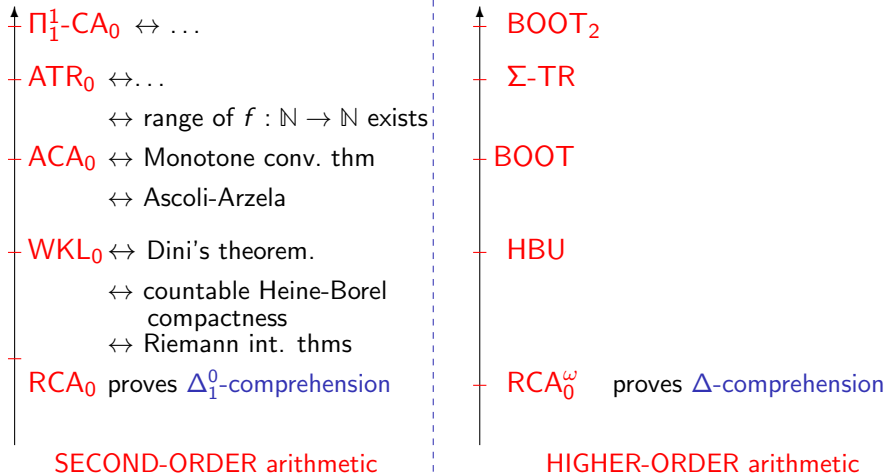 Π¹₁-CA₀ ↔ ...
ATR₀ ↔...
↔ range of f : ℕ → ℕ exists
ACA₀ ↔ Monotone conv. thm
↔ Ascoli-Arzela
WKL₀ ↔ Dini's theorem.
↔ countable Heine-Borel
compactness
↔ Riemann int. thms
RCA₀ proves Δ⁰₁-comprehension
SECOND-ORDER arithmetic
BOOT₂
Σ-TR
BOOT
HBU
RCA₀^ω proves Δ-comprehension
HIGHER-ORDER arithmetic